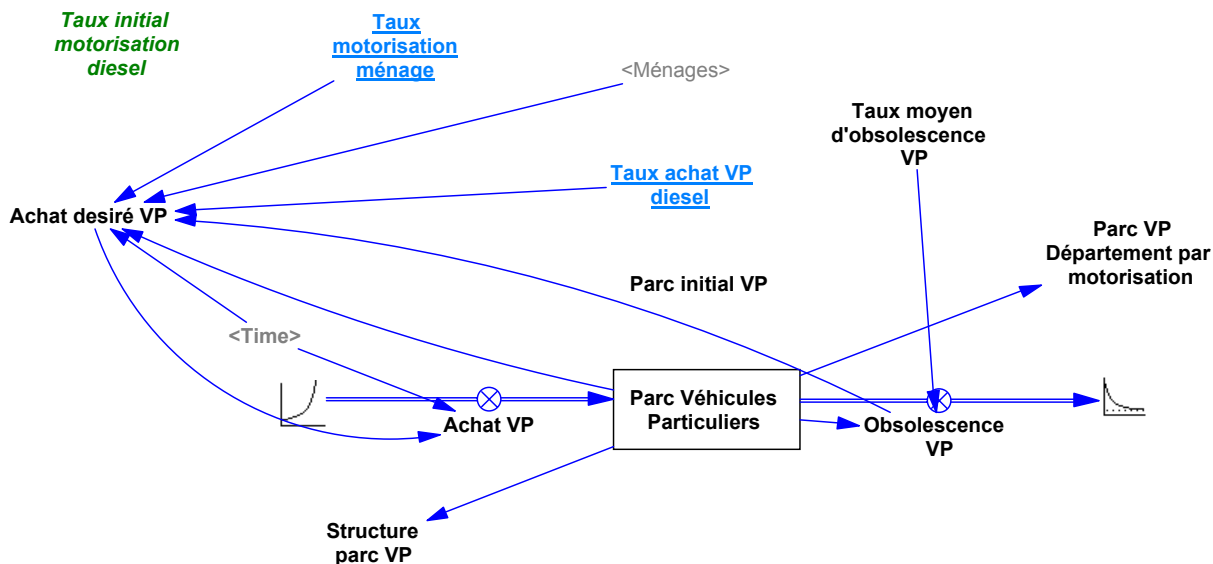 Taux initial
motorisation
diesel
Taux
motorisation
ménage
<Ménages>
Taux moyen
d'obsolescence
VP
Taux achat VP
diesel
Achat desiré VP
Parc VP
Département par
motorisation
Parc initial VP
<Time>
Parc Véhicules
Particuliers
Achat VP
Obsolescence
VP
Structure
parc VP